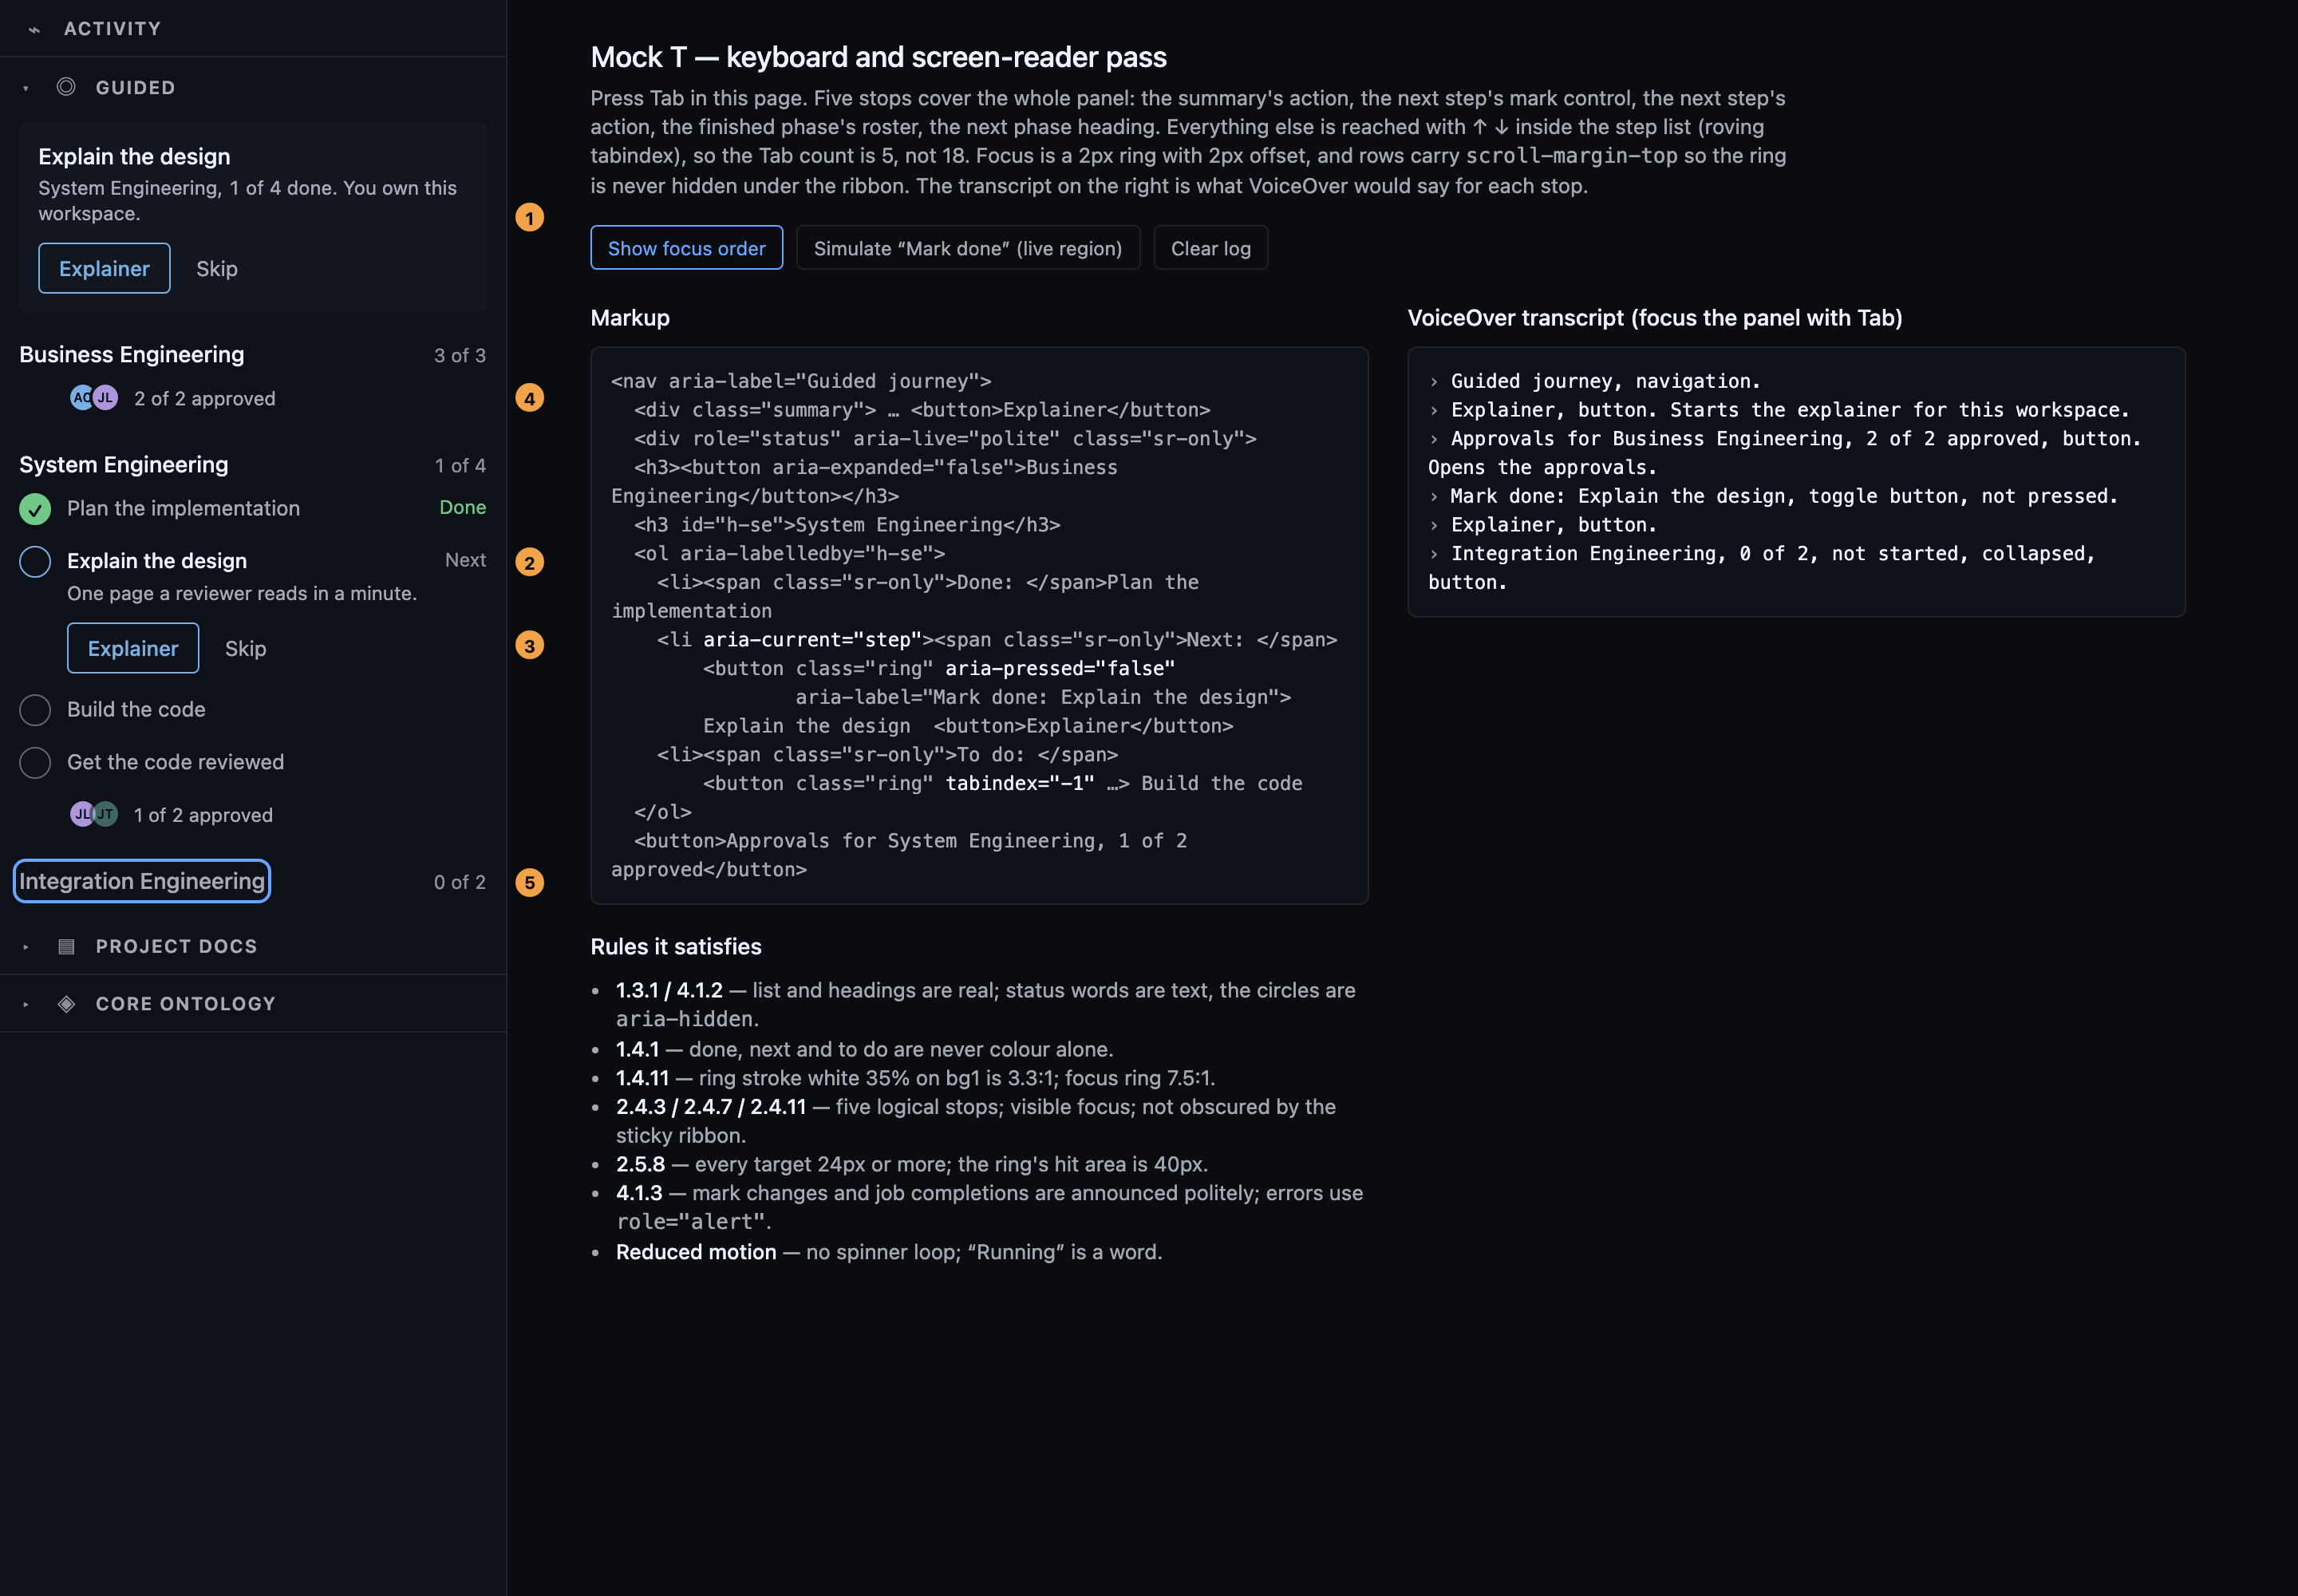 ACTIVITY
GUIDED
Explain the design
System Engineering, 1 of 4 done. You own this
workspace.
Explainer Skip
Business Engineering 3 of 3
AC JL 2 of 2 approved
System Engineering 1 of 4
Plan the implementation Done
Explain the design Next
One page a reviewer reads in a minute.
Explainer Skip
Build the code
Get the code reviewed
JL JT 1 of 2 approved
Integration Engineering 0 of 2
PROJECT DOCS
CORE ONTOLOGY
1
4
2
3
5
Mock T — keyboard and screen-reader pass
Press Tab in this page. Five stops cover the whole panel: the summary's action, the next step's mark control, the next step's
action, the finished phase's roster, the next phase heading. Everything else is reached with ↑ ↓ inside the step list (roving
tabindex), so the Tab count is 5, not 18. Focus is a 2px ring with 2px offset, and rows carry scroll-margin-top so the ring
is never hidden under the ribbon. The transcript on the right is what VoiceOver would say for each stop.
Show focus order Simulate “Mark done” (live region) Clear log
Markup
<nav aria-label="Guided journey">
<div class="summary"> … <button>Explainer</button>
<div role="status" aria-live="polite" class="sr-only">
<h3><button aria-expanded="false">Business
Engineering</button></h3>
<h3 id="h-se">System Engineering</h3>
<ol aria-labelledby="h-se">
<li><span class="sr-only">Done: </span>Plan the
implementation
<li aria-current="step"><span class="sr-only">Next: </span>
<button class="ring" aria-pressed="false"
aria-label="Mark done: Explain the design">
Explain the design <button>Explainer</button>
<li><span class="sr-only">To do: </span>
<button class="ring" tabindex="-1" …> Build the code
</ol>
<button>Approvals for System Engineering, 1 of 2
approved</button>
VoiceOver transcript (focus the panel with Tab)
› Guided journey, navigation.
› Explainer, button. Starts the explainer for this workspace.
› Approvals for Business Engineering, 2 of 2 approved, button.
Opens the approvals.
› Mark done: Explain the design, toggle button, not pressed.
› Explainer, button.
› Integration Engineering, 0 of 2, not started, collapsed,
button.
Rules it satisfies
• 1.3.1 / 4.1.2 — list and headings are real; status words are text, the circles are
aria-hidden.
• 1.4.1 — done, next and to do are never colour alone.
• 1.4.11 — ring stroke white 35% on bg1 is 3.3:1; focus ring 7.5:1.
• 2.4.3 / 2.4.7 / 2.4.11 — five logical stops; visible focus; not obscured by the
sticky ribbon.
• 2.5.8 — every target 24px or more; the ring's hit area is 40px.
• 4.1.3 — mark changes and job completions are announced politely; errors use
role="alert".
• Reduced motion — no spinner loop; “Running” is a word.